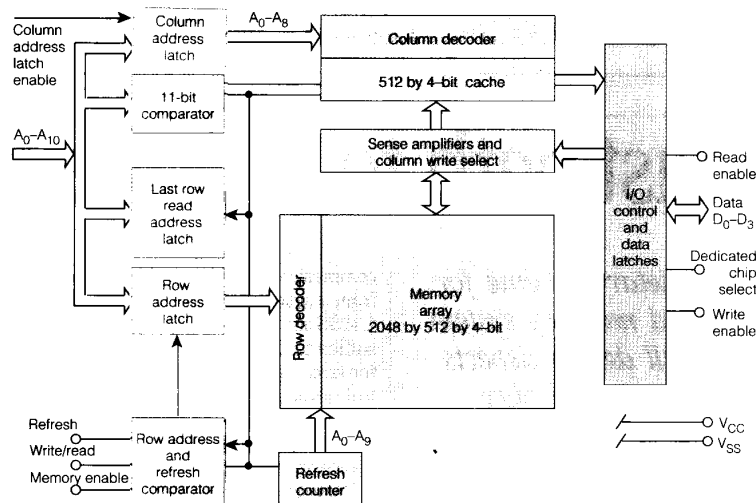 Column
address
latch
enable
Column
address
latch
A0–A8
Column decoder
512 by 4-bit cache
11-bit
comparator
A0–A10
Sense amplifiers and
column write select
Last row
read address
latch
Row
address
latch
Row decoder
Memory
array
2048 by 512 by 4-bit
I/O
control
and
data
latches
Read
enable
Data
D0–D3
Dedicated
chip
select
Write
enable
Refresh
Write/read
Memory enable
Row address
and
refresh
comparator
A0–A9
Refresh
counter
VCC
VSS